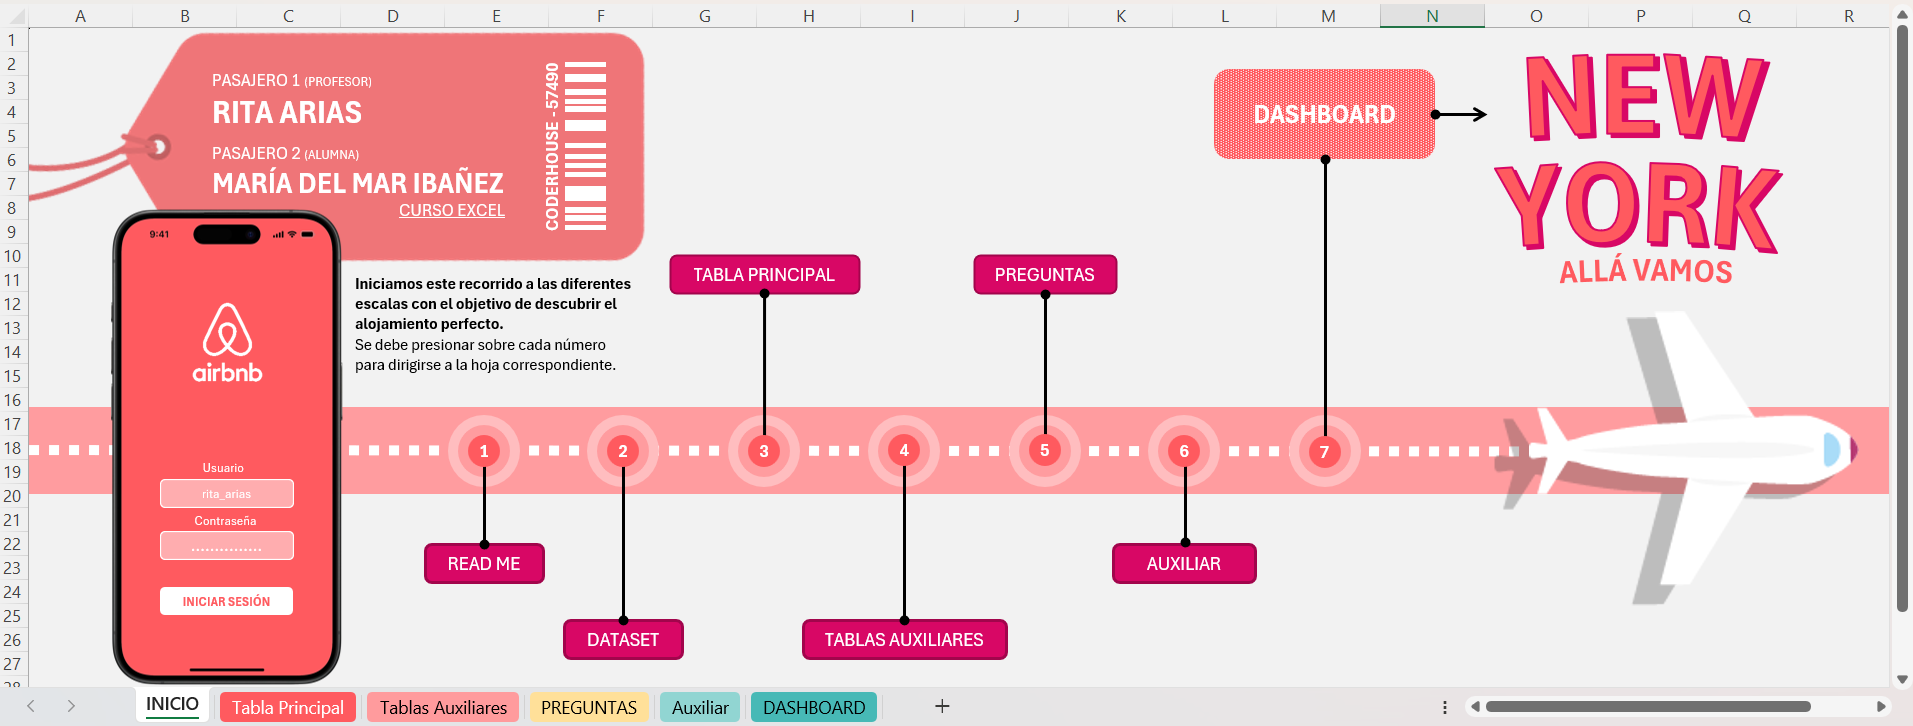 A B C D E F G H I J K L M N O P Q R
1
2
3
4
5
6
7
8
9
10
11
12
13
14
15
16
17
18
19
20
21
22
23
24
25
26
27
28
PASAJERO 1 (PROFESOR)
RITA ARIAS
PASAJERO 2 (ALUMNA)
MARÍA DEL MAR IBAÑEZ
CURSO EXCEL
CODERHOUSE - 57490
9:41
airbnb
Usuario
rita_arias
Contraseña
...............
INICIAR SESIÓN
Iniciamos este recorrido a las diferentes
escalas con el objetivo de descubrir el
alojamiento perfecto.
Se debe presionar sobre cada número
para dirigirse a la hoja correspondiente.
TABLA PRINCIPAL
PREGUNTAS
DASHBOARD
NEW
YORK
ALLÁ VAMOS
1 2 3 4 5 6 7
READ ME
DATASET
TABLAS AUXILIARES
AUXILIAR
INICIO Tabla Principal Tablas Auxiliares PREGUNTAS Auxiliar DASHBOARD